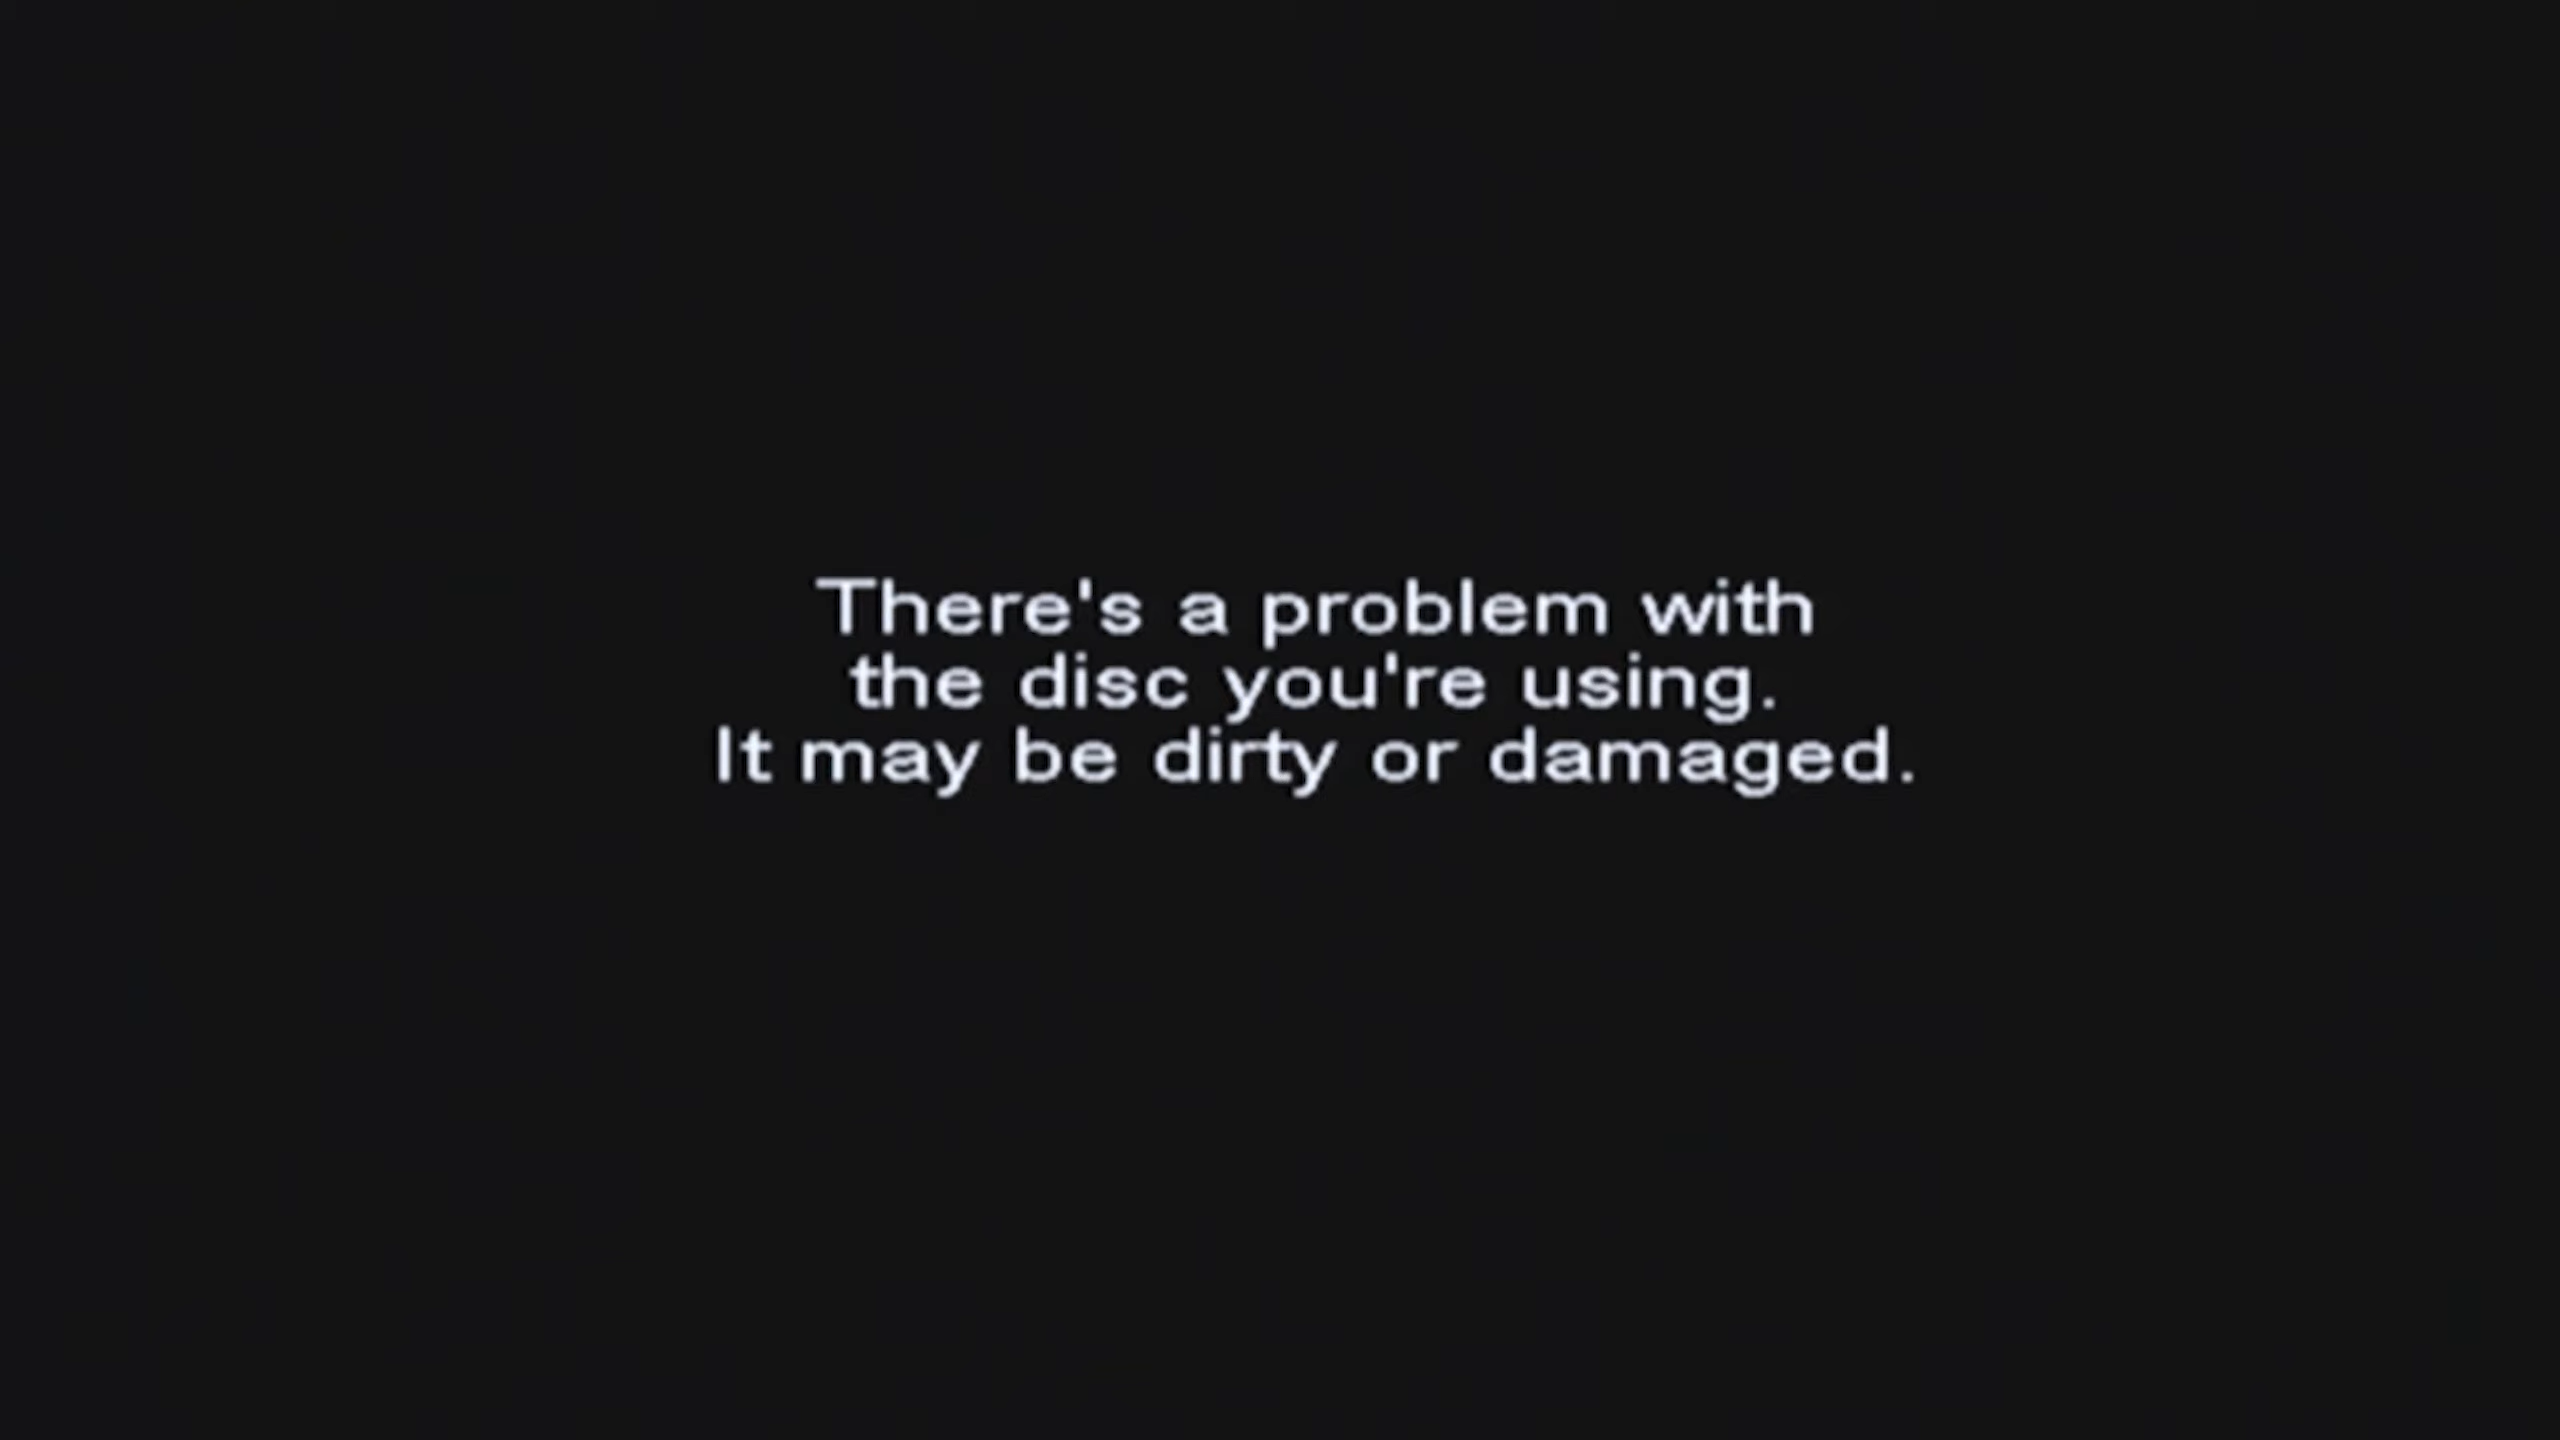 There's a problem with
the disc you're using.
It may be dirty or damaged.